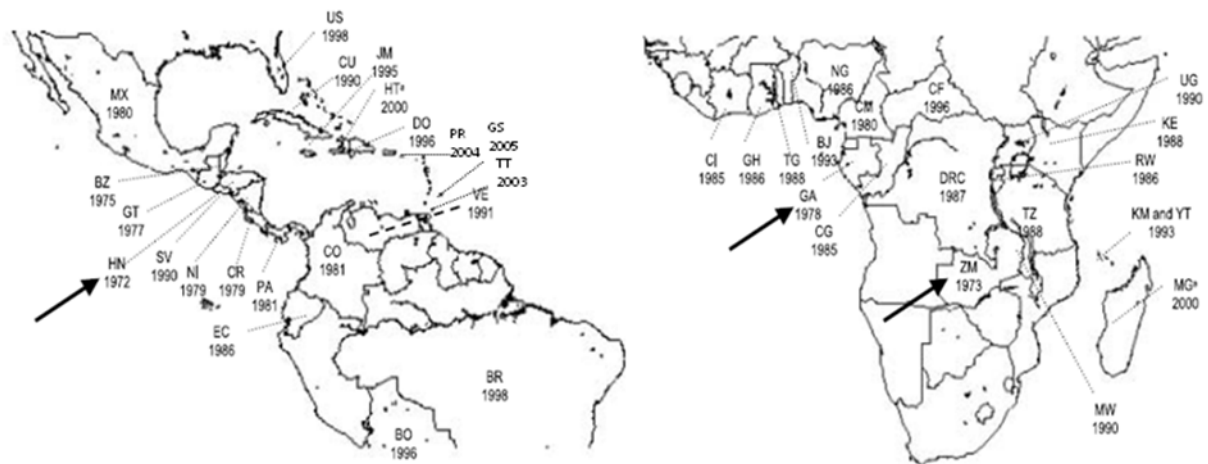 US
1998
JM
1995
CU
1990
HTª
2000
MX
1980
DO
1996
PR
2004
GS
2005
TT
2003
BZ
1975
VE
1991
GT
1977
HN
1972
SV
1990
NI
1979
CR
1979
PA
1981
CO
1981
EC
1986
BR
1998
BO
1996
NG
1986
CF
1996
CM
1980
UG
1990
KE
1988
CI
1985
GH
1986
TG
1988
BJ
1993
RW
1986
GA
1978
DRC
1987
CG
1985
TZ
1988
KM and YT
1993
ZM
1973
MGª
2000
MW
1990